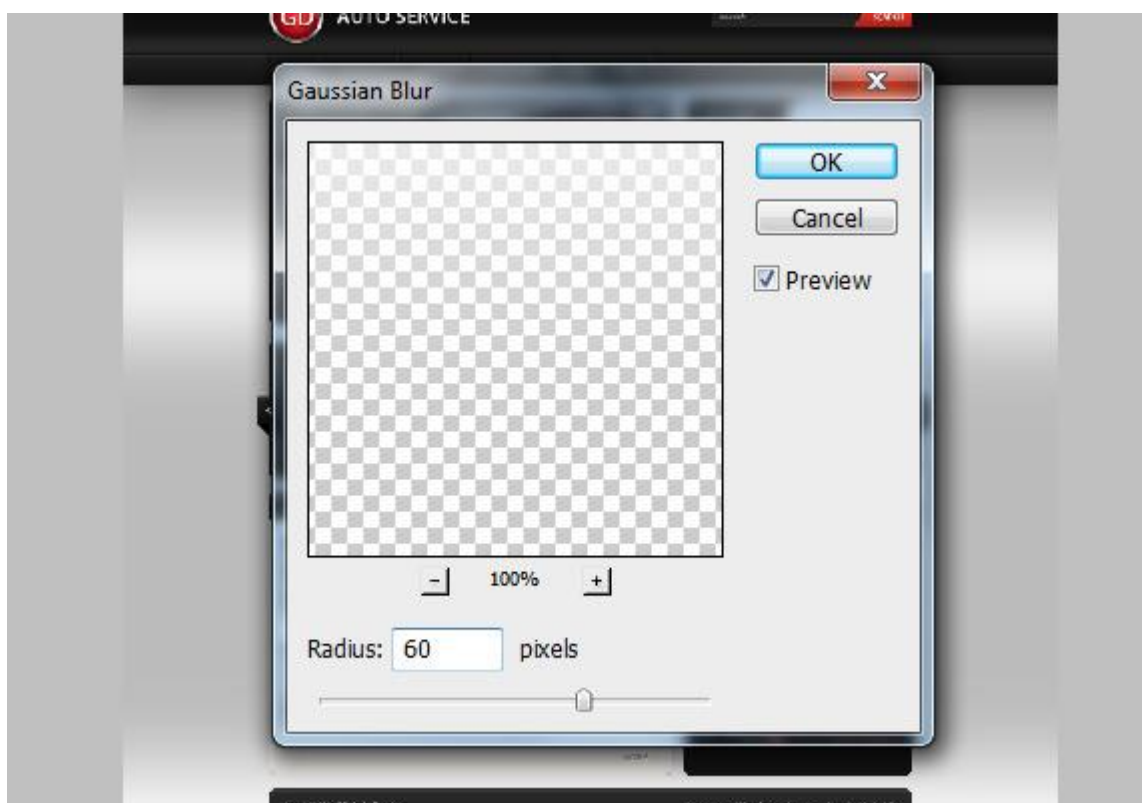 GD AUTO SERVICE
Gaussian Blur
OK
Cancel
Preview
100%
Radius: 60 pixels